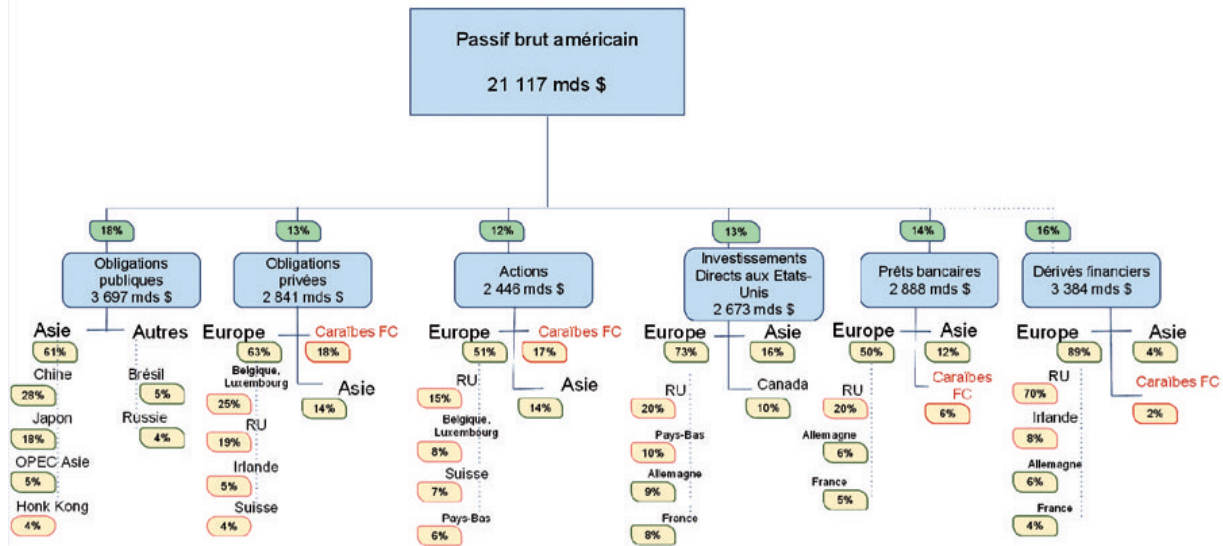 Passif brut américain
21 117 mds $
18%
13%
12%
13%
14%
16%
Obligations
publiques
3 697 mds $
Obligations
privées
2 841 mds $
Actions
2 446 mds $
Investissements
Directs aux Etats-
Unis
2 673 mds $
Prêts bancaires
2 888 mds $
Dérivés financiers
3 384 mds $
Asie
61%
Chine
28%
Japon
18%
OPEC Asie
5%
Honk Kong
4%
Autres
Brésil
5%
Russie
4%
Europe
63%
Belgique,
Luxembourg
25%
RU
19%
Irlande
5%
Suisse
4%
Caraïbes FC
18%
Asie
14%
Europe
51%
RU
15%
Belgique,
Luxembourg
8%
Suisse
7%
Pays-Bas
6%
Caraïbes FC
17%
Asie
14%
Europe
73%
RU
20%
Pays-Bas
10%
Allemagne
9%
France
8%
Asie
16%
Canada
10%
Europe
50%
RU
20%
Allemagne
6%
France
5%
Asie
12%
Caraïbes
FC
6%
Europe
89%
RU
70%
Irlande
8%
Allemagne
6%
France
4%
Asie
4%
Caraïbes FC
2%